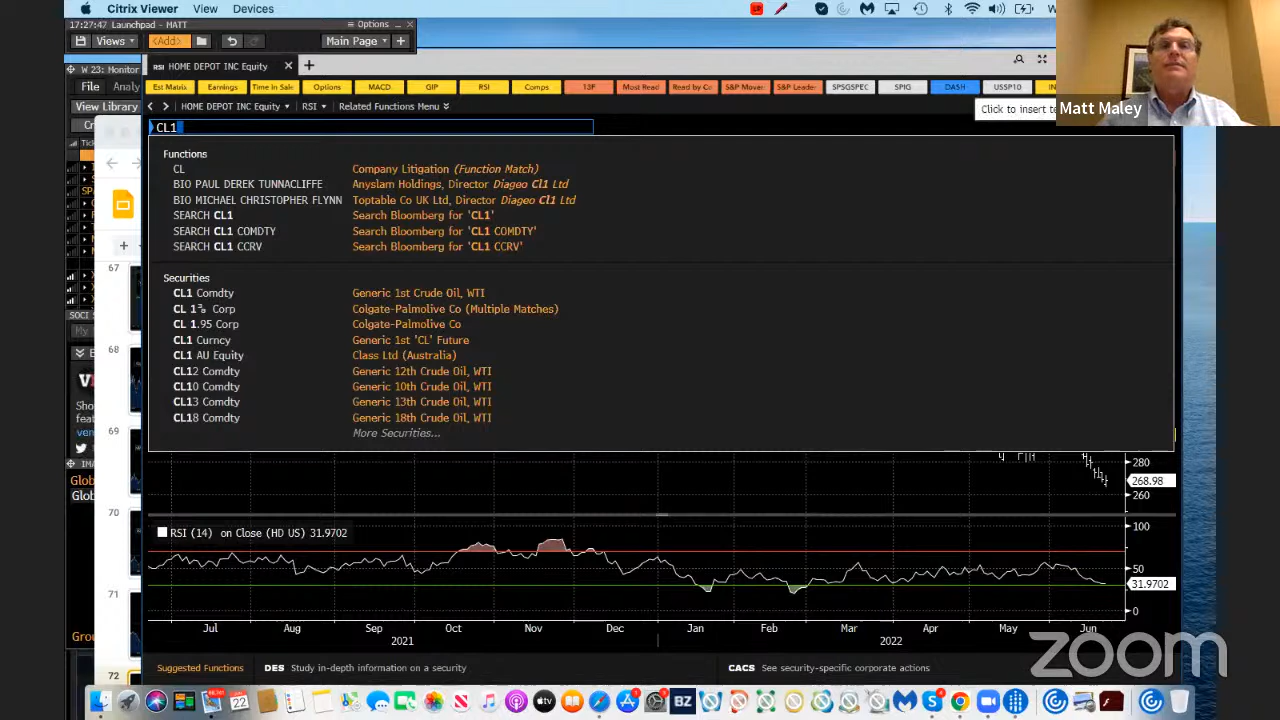 Citrix Viewer View Devices
17:27:47 Launchpad - MATT
Options
Views
<Add>
Main Page
W 23: Monitor
RSI HOME DEPOT INC Equity
File Analy
Est Matrix Earnings Time In Sale Options MACD GIP RSI Comps 13F Most Read Read by Co S&P Movar S&P Leader SPSGSPEC SPIG DASH USSP10 IN
View Library
HOME DEPOT INC Equity RSI Related Functions Menu
Click to insert te
Matt Maley
CL1
Functions
CL Company Litigation (Function Match)
BIO PAUL DEREK TUNNACLIFFE Anyslam Holdings, Director Diageo Cl1 Ltd
BIO MICHAEL CHRISTOPHER FLYNN Toptable Co UK Ltd, Director Diageo Cl1 Ltd
SEARCH CL1 Search Bloomberg for 'CL1'
SEARCH CL1 COMDTY Search Bloomberg for 'CL1 COMDTY'
SEARCH CL1 CCRV Search Bloomberg for 'CL1 CCRV'
Securities
CL1 Comdty Generic 1st Crude Oil, WTI
CL 1⅞ Corp Colgate-Palmolive Co (Multiple Matches)
CL 1.95 Corp Colgate-Palmolive Co
CL 1 Curncy Generic 1st 'CL' Future
CL1 AU Equity Class Ltd (Australia)
CL12 Comdty Generic 12th Crude Oil, WTI
CL10 Comdty Generic 10th Crude Oil, WTI
CL13 Comdty Generic 13th Crude Oil, WTI
CL18 Comdty Generic 18th Crude Oil, WTI
More Securities...
67
68
69
70
71
72
280
268.98
260
RSI (14) on Close (HD US) 31.9702
100
50
31.9702
0
Jul Aug Sep Oct Nov Dec Jan Feb Mar Apr May Jun
2021 2022
zoom
Suggested Functions DES Study in-depth information on a security CACS See security-specific corporate actions
22
BZ